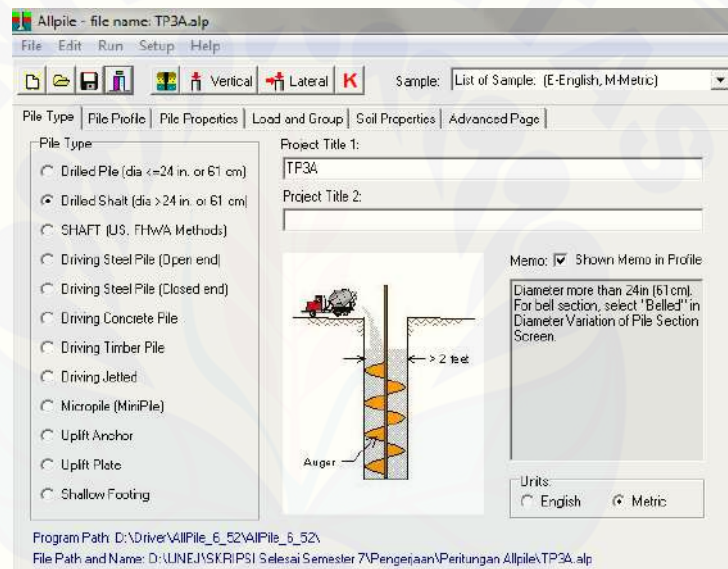 Allpile - file name: TP3A.alp
File Edit Run Setup Help
Vertical Lateral K Sample: List of Sample: (E-English, M-Metric)
Pile Type Pile Profile Pile Properties Load and Group Soil Properties Advanced Page
Pile Type
Drilled Pile (dia <=24 in. or 61 cm)
Drilled Shaft (dia >24 in. or 61 cm)
SHAFT (US. FHWA Methods)
Driving Steel Pile (Open end)
Driving Steel Pile (Closed end)
Driving Concrete Pile
Driving Timber Pile
Driving Jetted
Micropile (MiniPile)
Uplift Anchor
Uplift Plate
Shallow Footing
Project Title 1:
TP3A
Project Title 2:
> 2 feet
Auger
Memo: Shown Memo in Profile
Diameter more than 24in (61cm).
For bell section, select "Belled" in
Diameter Variation of Pile Section
Screen.
Units:
English Metric
Program Path: D:\Driver\AllPile_6_52\AllPile_6_52\
File Path and Name: D:\UNEJ\SKRIPSI Selesai Semester 7\Pengerjaan\Peritungan Allpile\TP3A.alp